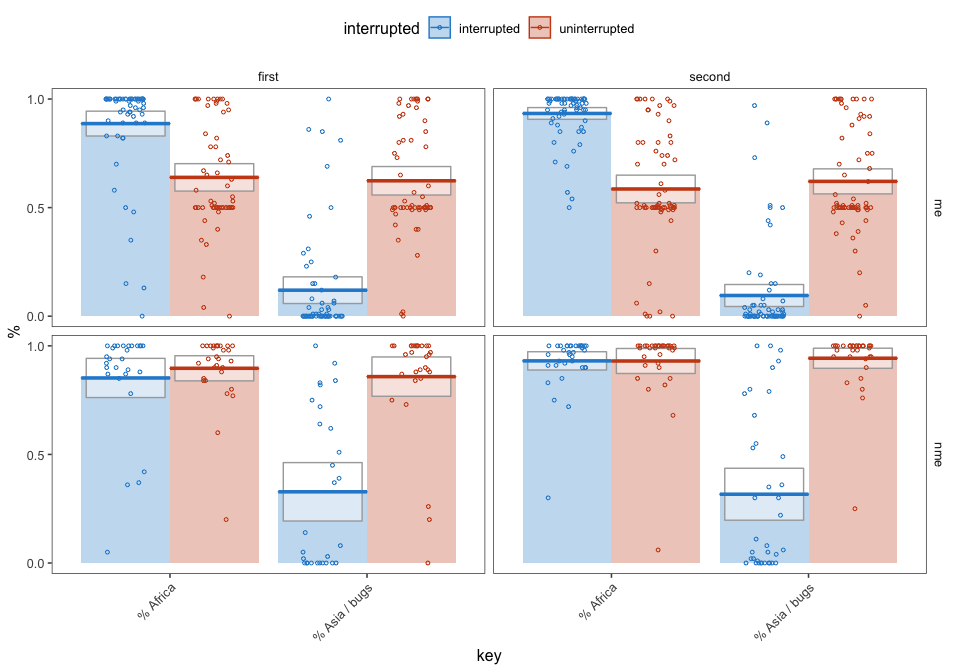 interrupted interrupted uninterrupted
first second
1.0
0.5
0.0
me
%
1.0
0.5
0.0
nme
% Africa % Asia / bugs % Africa % Asia / bugs
key